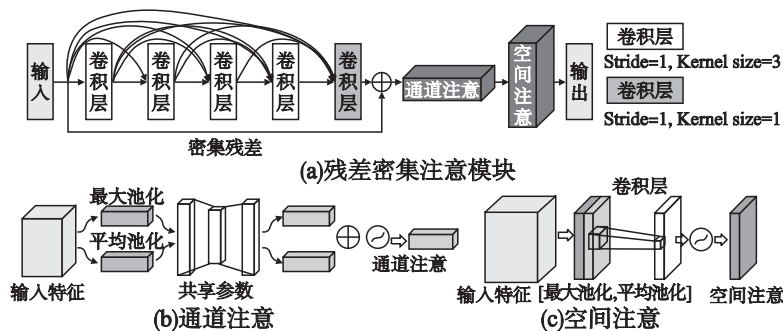 输入
卷积层
卷积层
卷积层
卷积层
卷积层
通道注意
空间注意
输出
卷积层
Stride=1, Kernel size=3
卷积层
Stride=1, Kernel size=1
密集残差
(a)残差密集注意模块
最大池化
平均池化
输入特征
共享参数
通道注意
(b)通道注意
卷积层
输入特征
[最大池化,平均池化]
空间注意
(c)空间注意